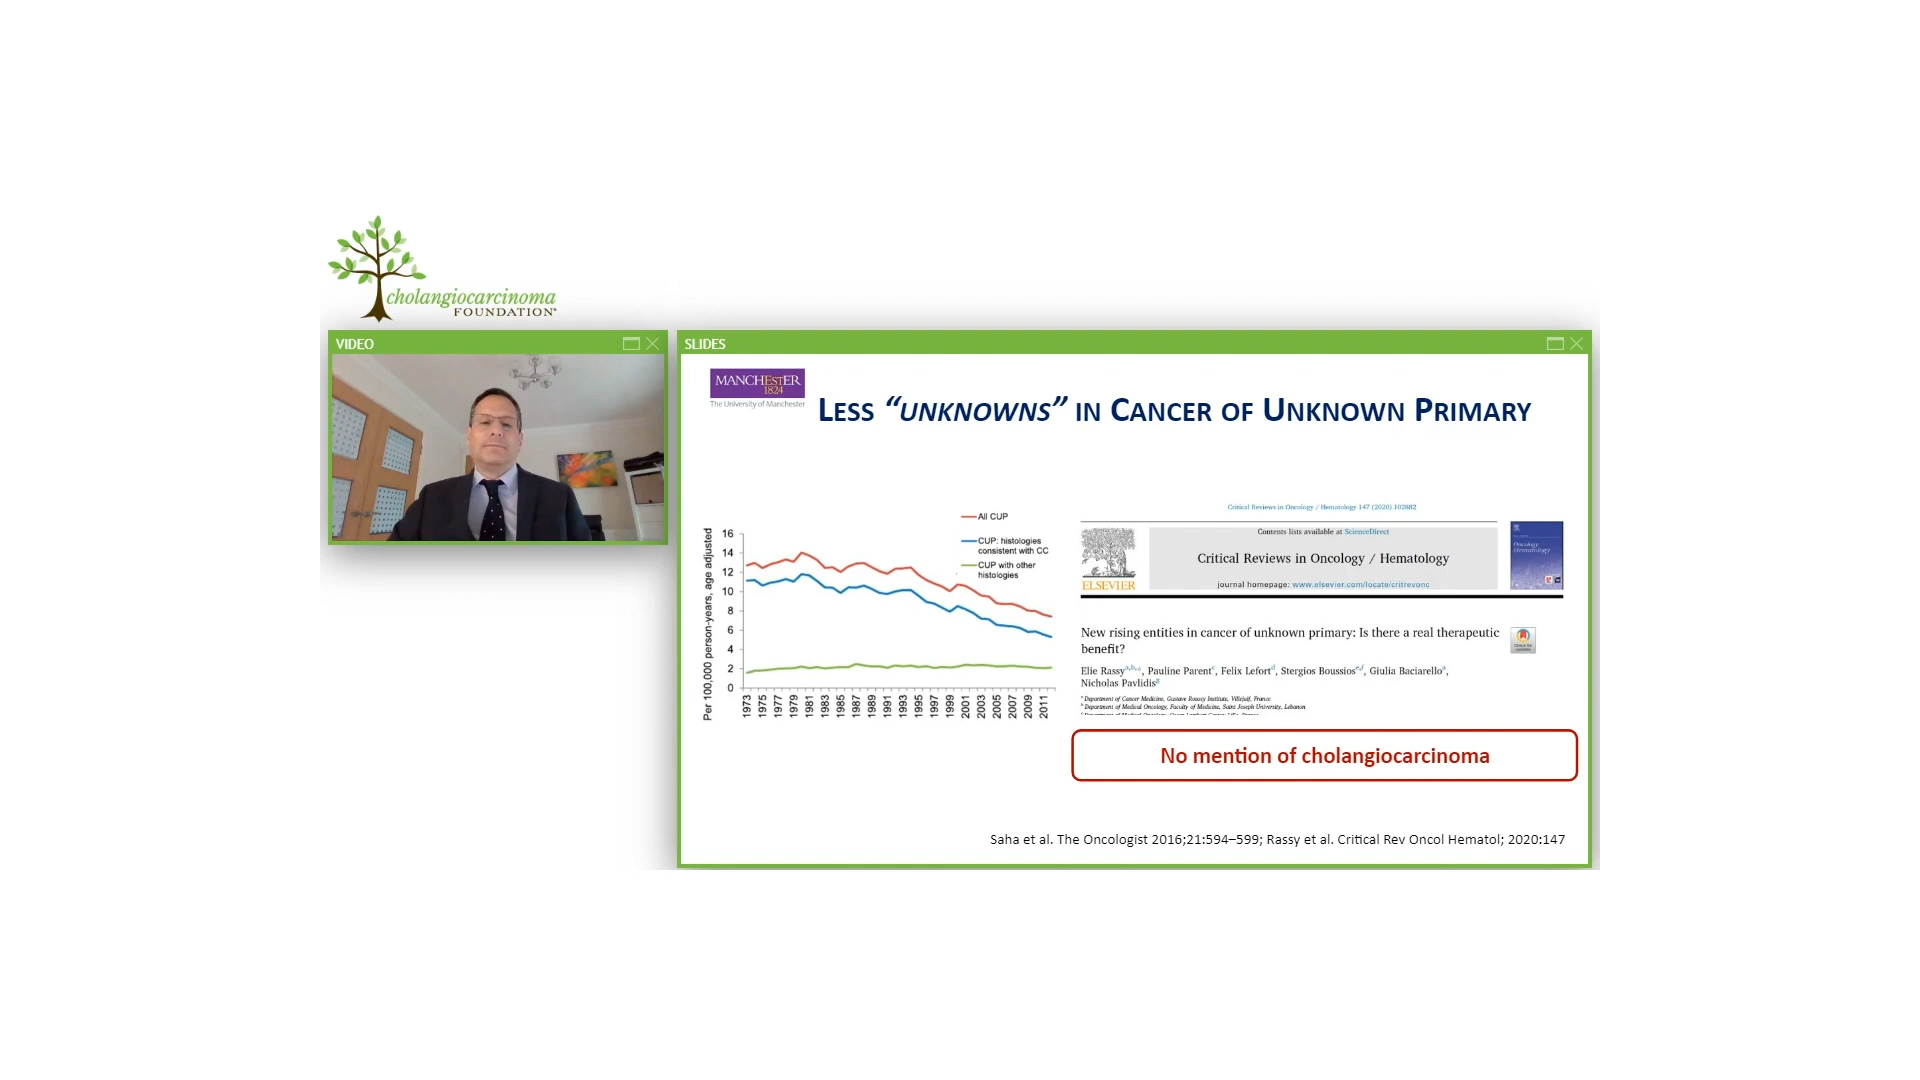 cholangiocarcinoma
FOUNDATION®
VIDEO
SLIDES
MANCHESTER
1824
The University of Manchester
LESS “UNKNOWNS” IN CANCER OF UNKNOWN PRIMARY
Per 100,000 person-years, age adjusted
16
14
12
10
8
6
4
2
0
1973
1975
1977
1979
1981
1983
1985
1987
1989
1991
1993
1995
1997
1999
2001
2003
2005
2007
2009
2011
All CUP
CUP: histologies
consistent with CC
CUP with other
histologies
Critical Reviews in Oncology / Hematology 147 (2020) 102882
Contents lists available at ScienceDirect
Critical Reviews in Oncology / Hematology
journal homepage: www.elsevier.com/locate/critrevonc
ELSEVIER
Oncology
Hematology
New rising entities in cancer of unknown primary: Is there a real therapeutic
benefit?
Check for
updates
Elie Rassy, Pauline Parent, Felix Lefort, Stergios Boussios, Giulia Baciarello,
Nicholas Pavlidis
a Department of Cancer Medicine, Gustave Roussy Institute, Villejuif, France
b Department of Medical Oncology, Faculty of Medicine, Saint Joseph University, Lebanon
No mention of cholangiocarcinoma
Saha et al. The Oncologist 2016;21:594–599; Rassy et al. Critical Rev Oncol Hematol; 2020:147